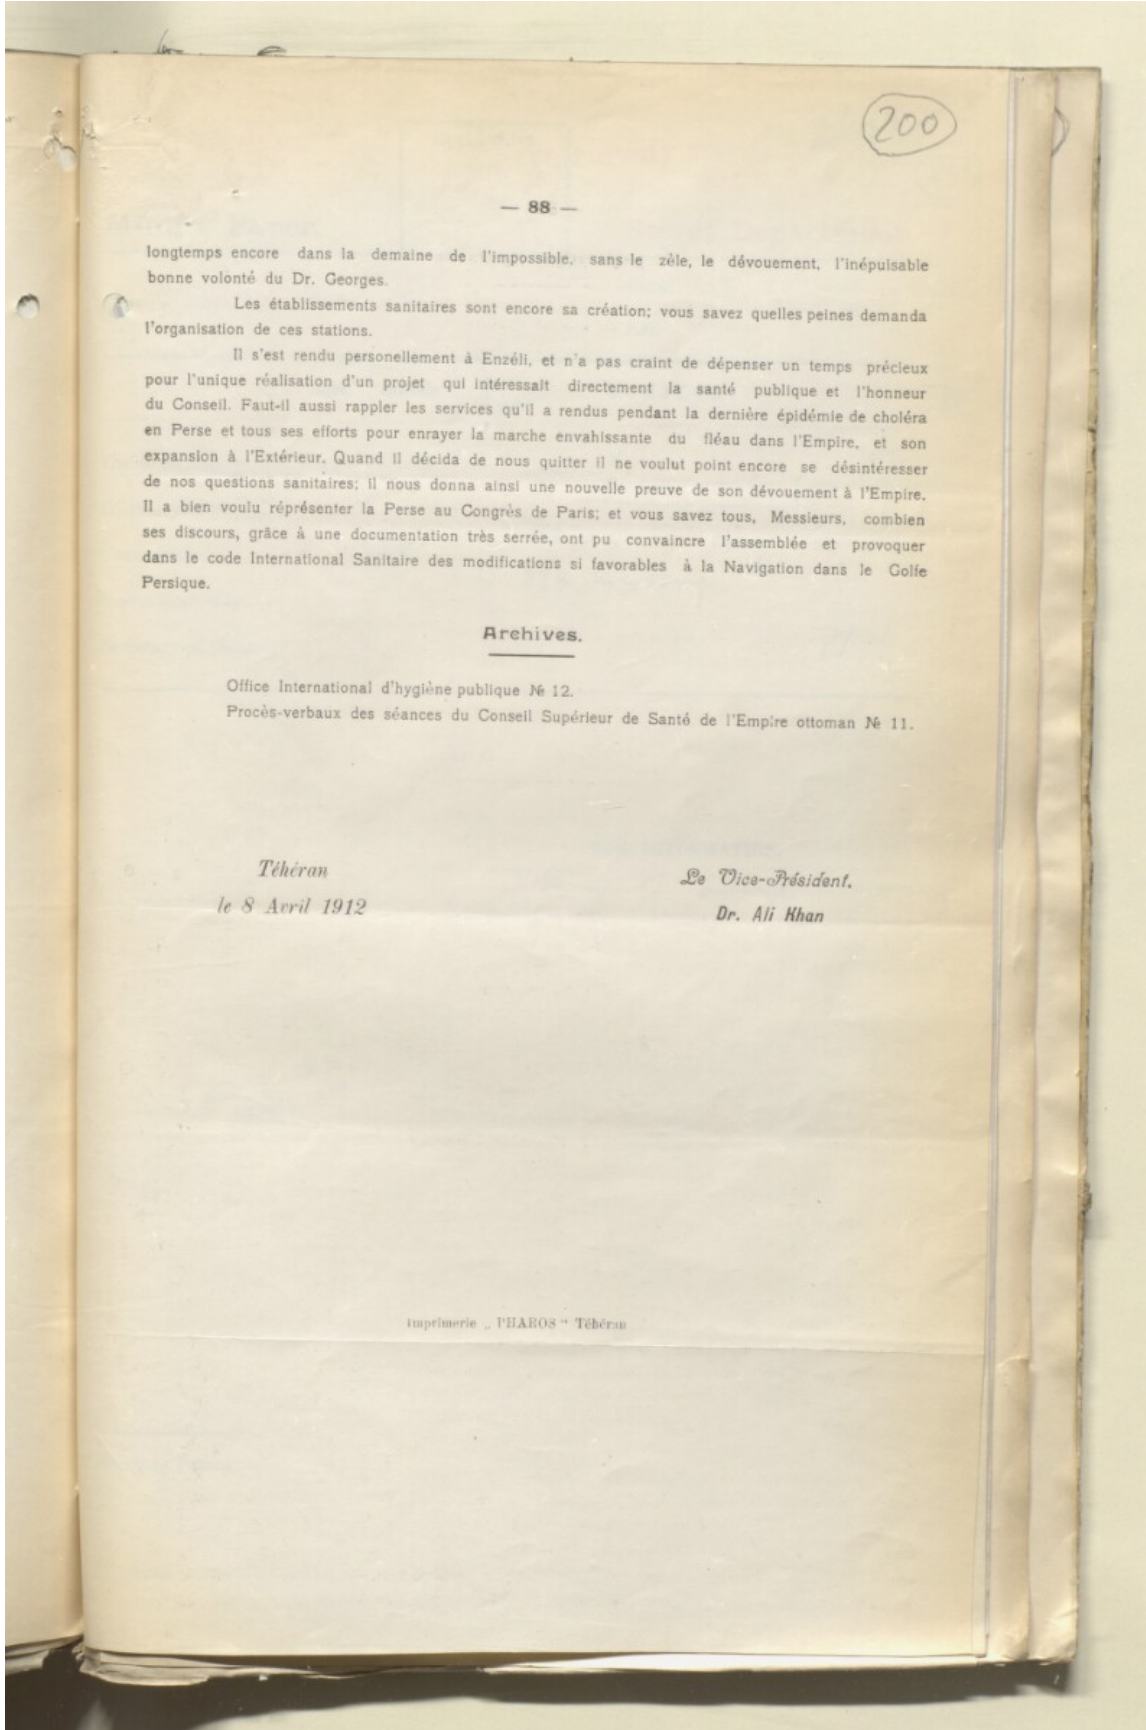 200
— 88 —
longtemps encore dans la demaine de l'impossible, sans le zèle, le dévouement, l'inépuisable
bonne volonté du Dr. Georges.
Les établissements sanitaires sont encore sa création; vous savez quelles peines demanda
l'organisation de ces stations.
Il s'est rendu personellement à Enzéli, et n'a pas craint de dépenser un temps précieux
pour l'unique réalisation d'un projet qui intéressait directement la santé publique et l'honneur
du Conseil. Faut-il aussi rappler les services qu'il a rendus pendant la dernière épidémie de choléra
en Perse et tous ses efforts pour enrayer la marche envahissante du fléau dans l'Empire, et son
expansion à l'Extérieur. Quand il décida de nous quitter il ne voulut point encore se désintéresser
de nos questions sanitaires; il nous donna ainsi une nouvelle preuve de son dévouement à l'Empire.
Il a bien voulu réprésenter la Perse au Congrès de Paris; et vous savez tous, Messieurs, combien
ses discours, grâce à une documentation très serrée, ont pu convaincre l'assemblée et provoquer
dans le code International Sanitaire des modifications si favorables à la Navigation dans le Golfe
Persique.
Archives.
Office International d'hygiène publique № 12.
Procès-verbaux des séances du Conseil Supérieur de Santé de l'Empire ottoman № 11.
Téhéran
le 8 Avril 1912
Le Vice-Président.
Dr. Ali Khan
Imprimerie „ PHAROS “ Téhéran